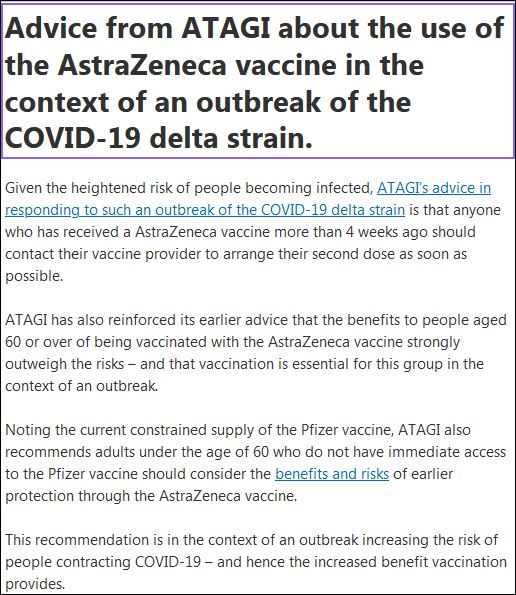 Advice from ATAGI about the use of
the AstraZeneca vaccine in the
context of an outbreak of the
COVID-19 delta strain.
Given the heightened risk of people becoming infected, ATAGI's advice in
responding to such an outbreak of the COVID-19 delta strain is that anyone
who has received a AstraZeneca vaccine more than 4 weeks ago should
contact their vaccine provider to arrange their second dose as soon as
possible.
ATAGI has also reinforced its earlier advice that the benefits to people aged
60 or over of being vaccinated with the AstraZeneca vaccine strongly
outweigh the risks – and that vaccination is essential for this group in the
context of an outbreak.
Noting the current constrained supply of the Pfizer vaccine, ATAGI also
recommends adults under the age of 60 who do not have immediate access
to the Pfizer vaccine should consider the benefits and risks of earlier
protection through the AstraZeneca vaccine.
This recommendation is in the context of an outbreak increasing the risk of
people contracting COVID-19 – and hence the increased benefit vaccination
provides.